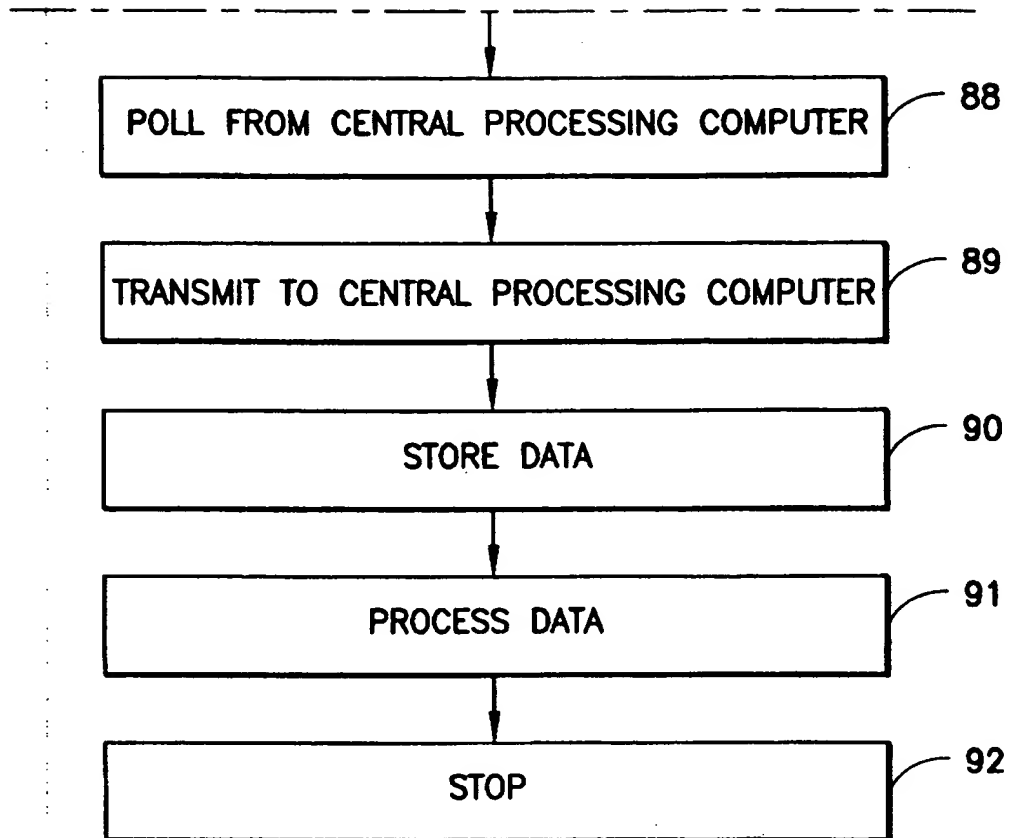 POLL FROM CENTRAL PROCESSING COMPUTER 88
TRANSMIT TO CENTRAL PROCESSING COMPUTER 89
STORE DATA 90
PROCESS DATA 91
STOP 92